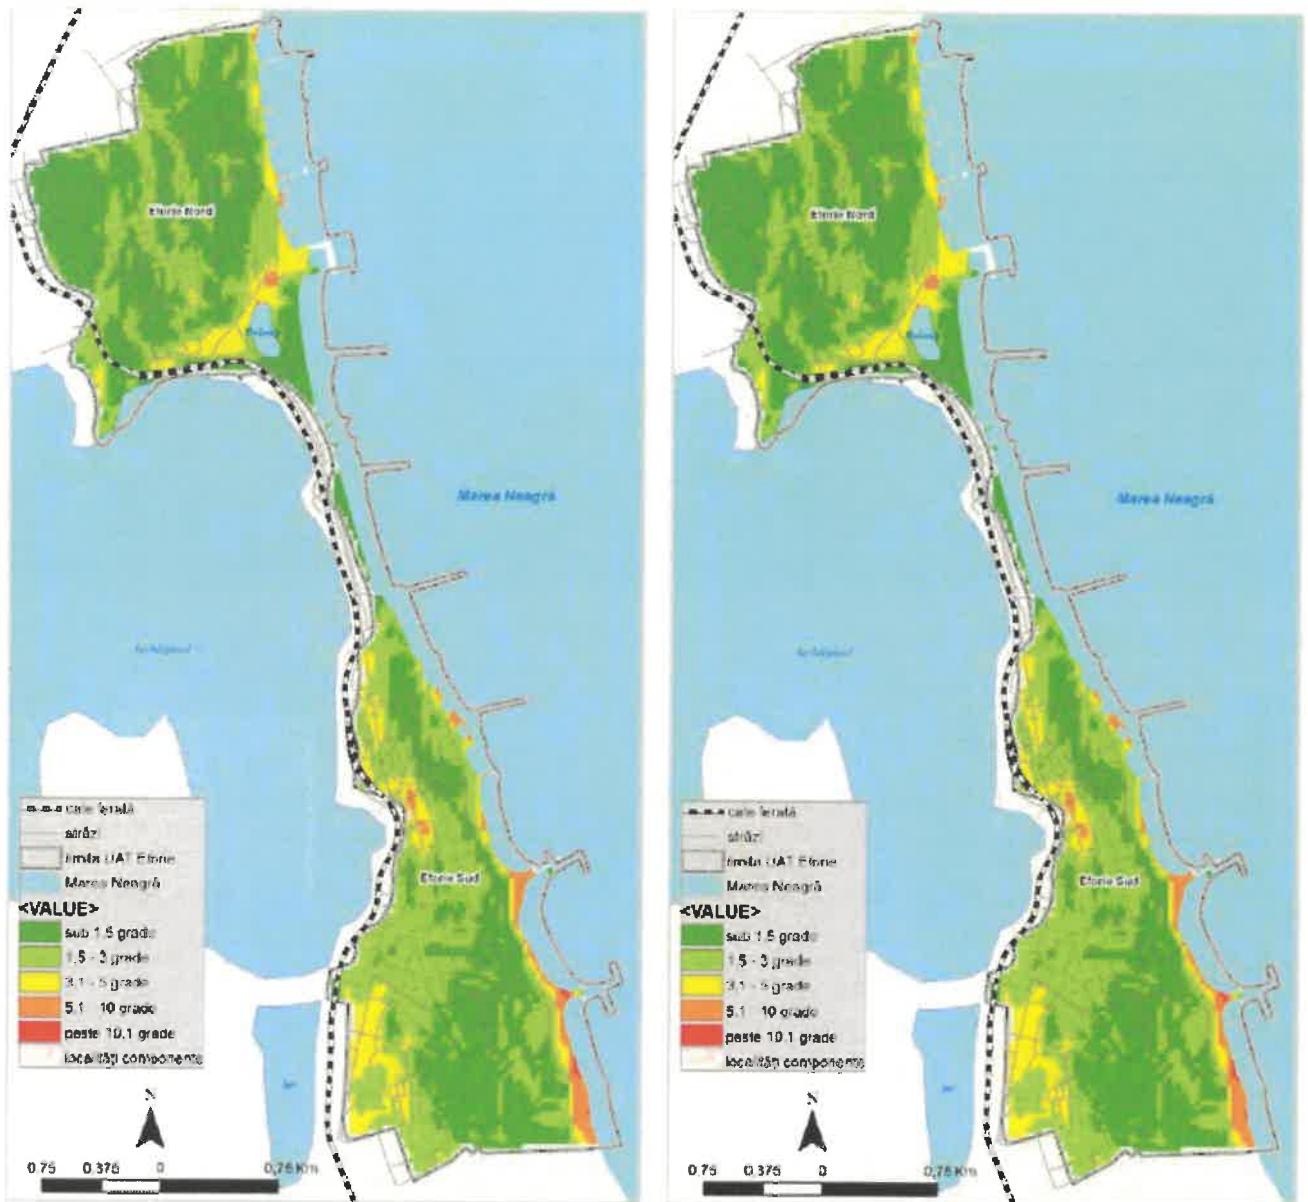 Eforie Nord
Marea Neagră
cale ferată
străzi
limita UAT Eforie
Marea Neagră
<VALUE>
sub 1.5 grade
1.5 - 3 grade
3.1 - 5 grade
5.1 - 10 grade
peste 10.1 grade
localități componente
Eforie Sud
N
0.75 0.375 0 0.75 Km
Eforie Nord
Marea Neagră
cale ferată
străzi
limita UAT Eforie
Marea Neagră
<VALUE>
sub 1.5 grade
1.5 - 3 grade
3.1 - 5 grade
5.1 - 10 grade
peste 10.1 grade
localități componente
Eforie Sud
N
0.75 0.375 0 0.75 Km